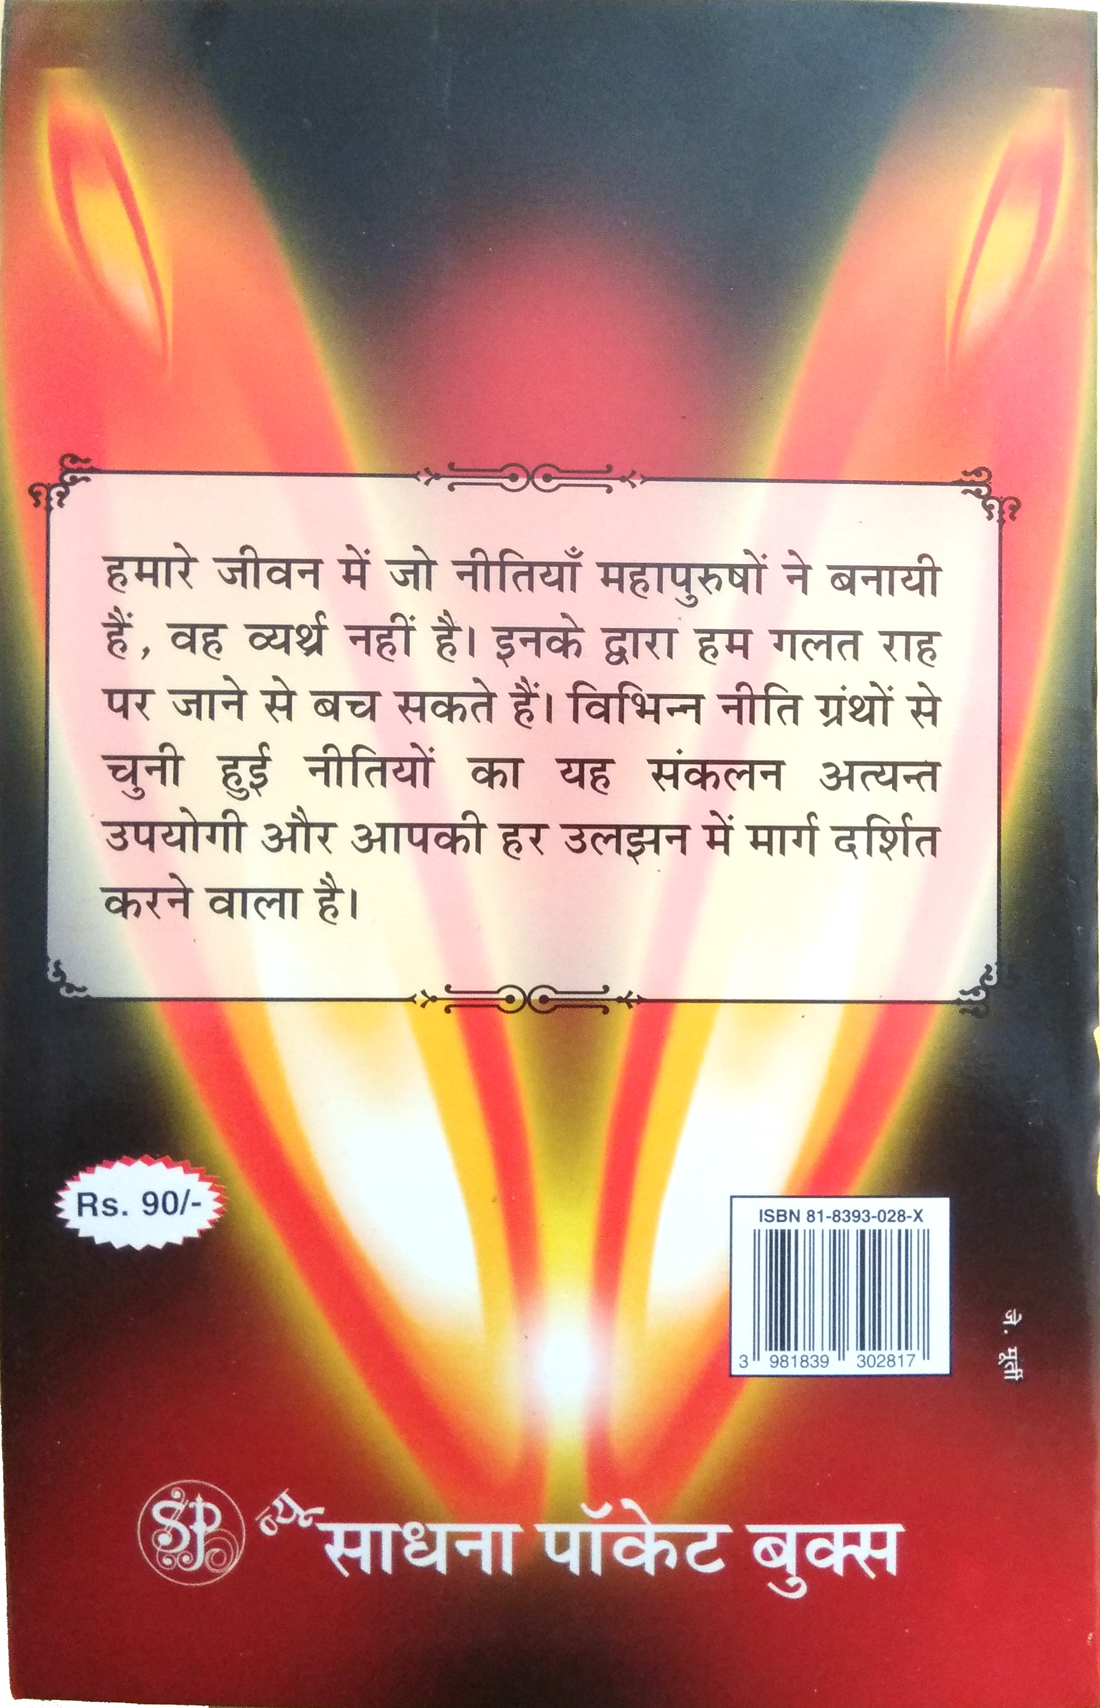 हमारे जीवन में जो नीतियाँ महापुरुषों ने बनायी
हैं, वह व्यर्थ नहीं है। इनके द्वारा हम गलत राह
पर जाने से बच सकते हैं। विभिन्न नीति ग्रंथों से
चुनी हुई नीतियों का यह संकलन अत्यन्त
उपयोगी और आपकी हर उलझन में मार्ग दर्शित
करने वाला है।
Rs. 90/-
ISBN 81-8393-028-X
3 981839 302817
जे. मूर्ती
SP न्यू साधना पॉकेट बुक्स